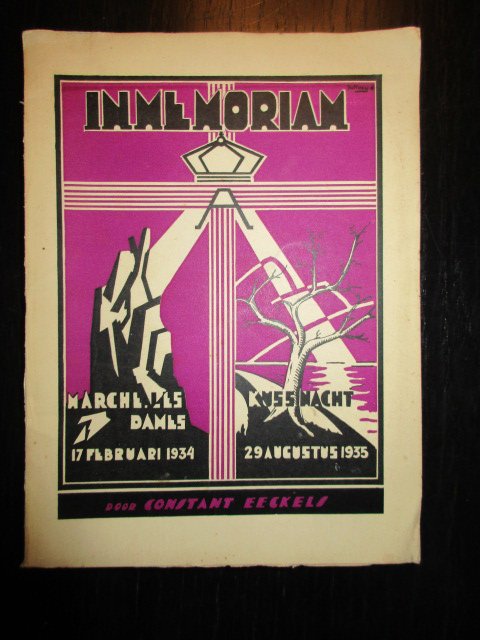 IN MEMORIAM
MARCHE-LES
DAMES
17 FEBRUARI 1934
KUSSNACHT
29 AUGUSTUS 1935
DOOR CONSTANT EECKELS